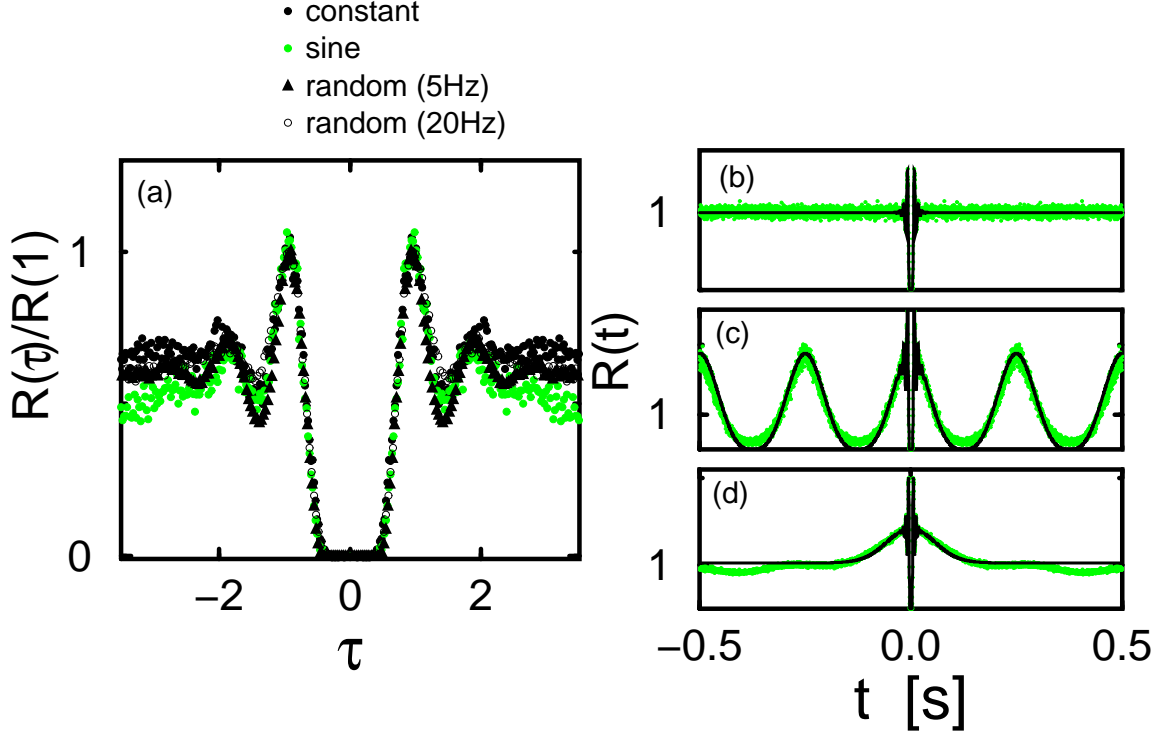 constant
sine
random (5Hz)
random (20Hz)
(a)
R(τ)/R(1)
1
0
−2
0
2
τ
R(t)
(b)
1
(c)
1
(d)
1
−0.5
0.0
0.5
t [s]